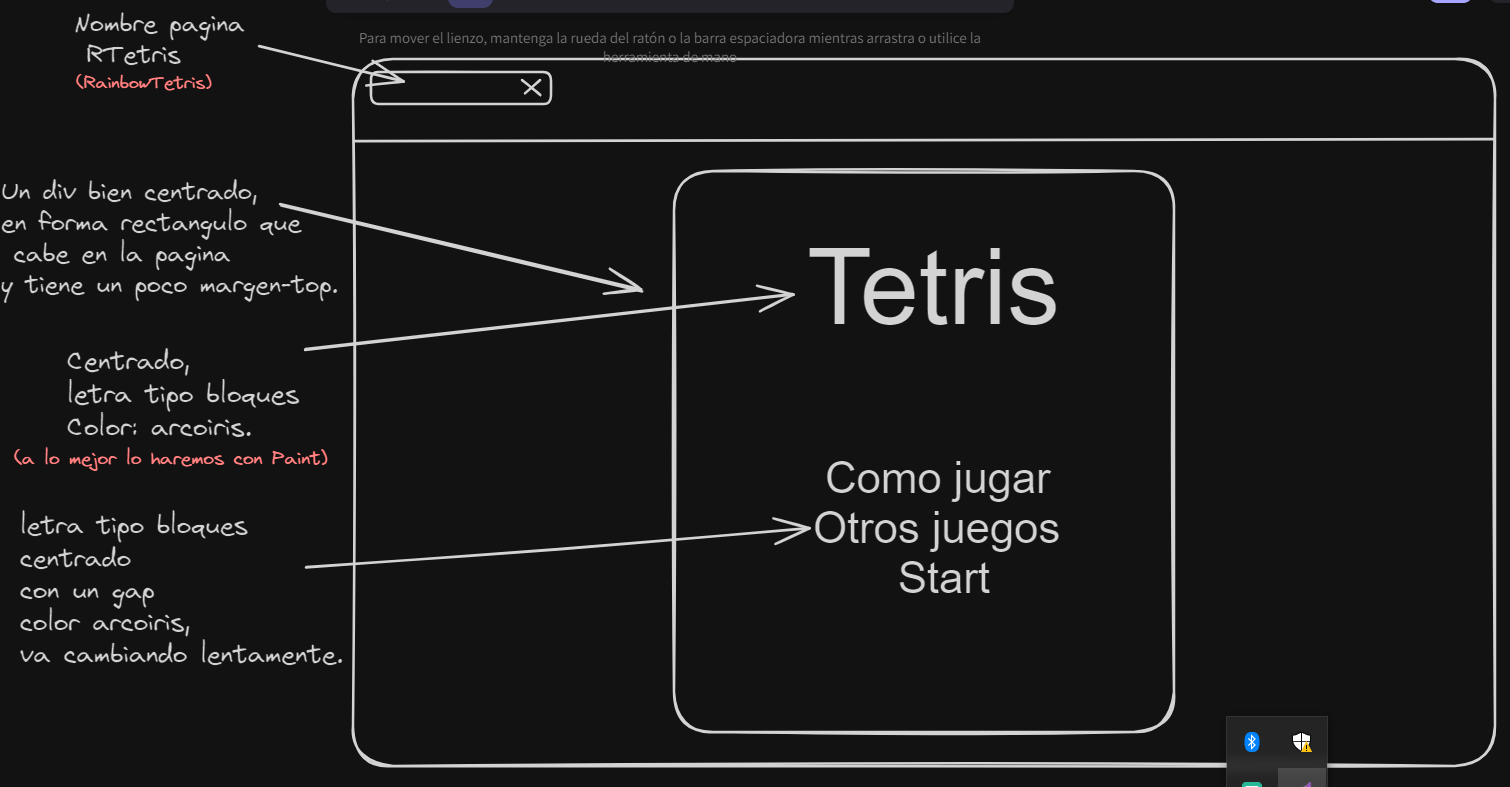 Nombre pagina
RTetris
(RainbowTetris)
Para mover el lienzo, mantenga la rueda del ratón o la barra espaciadora mientras arrastra o utilice la
herramienta de mano
Un div bien centrado,
en forma rectangulo que
cabe en la pagina
y tiene un poco margen-top.
Centrado,
letra tipo bloques
Color: arcoiris.
(a lo mejor lo haremos con Paint)
letra tipo bloques
centrado
con un gap
color arcoiris,
va cambiando lentamente.
Tetris
Como jugar
Otros juegos
Start